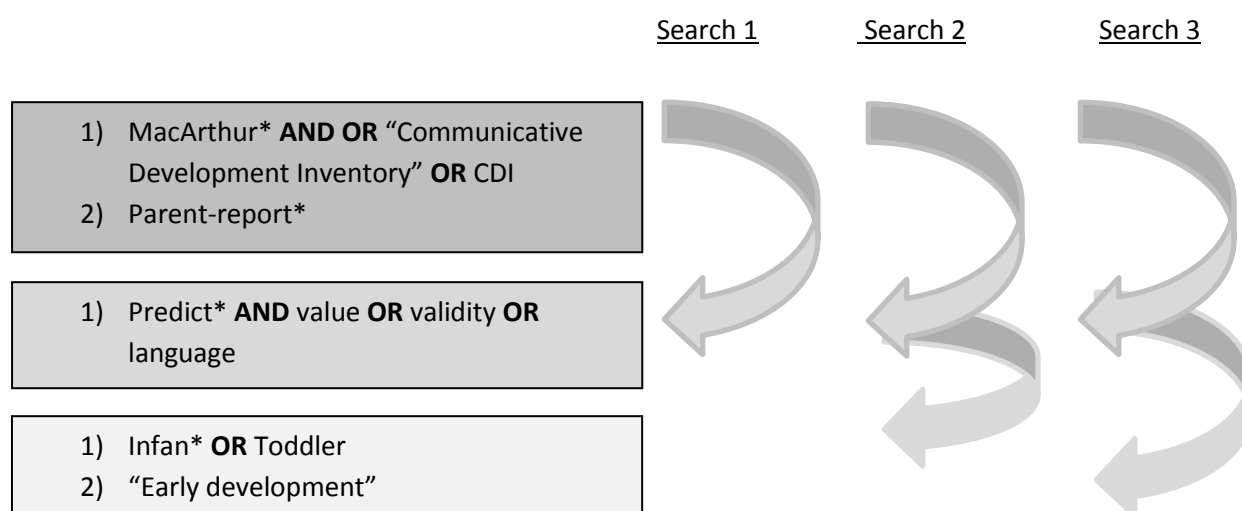 Search 1 Search 2 Search 3
1) MacArthur* AND OR “Communicative
Development Inventory” OR CDI
2) Parent-report*
1) Predict* AND value OR validity OR
language
1) Infan* OR Toddler
2) “Early development”